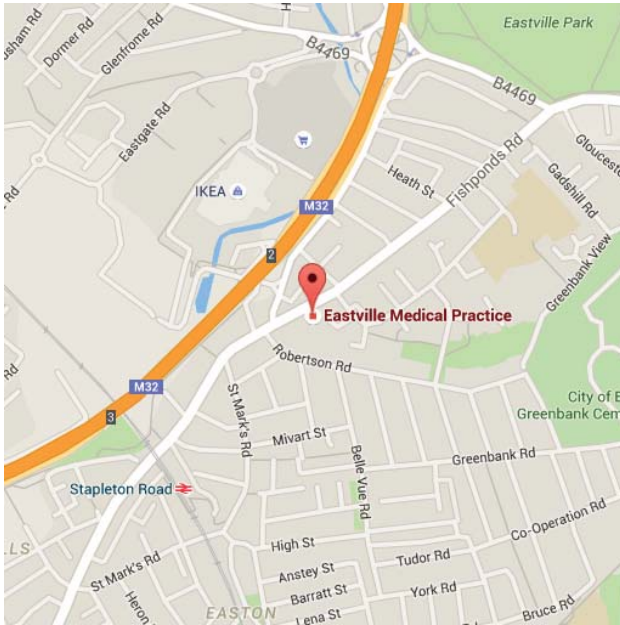 Eastville Park
Dormer Rd
Glenfrome Rd
B4469
Eastgate Rd
B4469
Fishponds Rd
Heath St
Gadshill Rd
IKEA
M32
2
Greenbank View
Eastville Medical Practice
Robertson Rd
M32
St Mark's Rd
3
City of B
Greenbank Cem
Mivart St
Belle Vue Rd
Greenbank Rd
Stapleton Road
Co-Operation Rd
High St
Tudor Rd
St Mark's Rd
Anstey St
Heron
Barratt St
York Rd
EASTON
Lena St
Bruce Rd